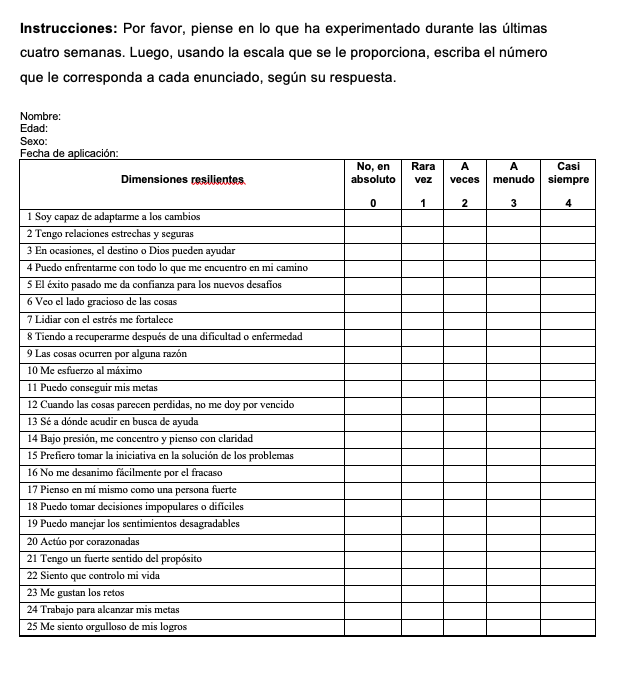 Instrucciones: Por favor, piense en lo que ha experimentado durante las últimas
cuatro semanas. Luego, usando la escala que se le proporciona, escriba el número
que le corresponda a cada enunciado, según su respuesta.
Nombre:
Edad:
Sexo:
Fecha de aplicación:
Dimensiones resilientes. No, en absoluto 0 Rara vez 1 A veces 2 A menudo 3 Casi siempre 4
1 Soy capaz de adaptarme a los cambios
2 Tengo relaciones estrechas y seguras
3 En ocasiones, el destino o Dios pueden ayudar
4 Puedo enfrentarme con todo lo que me encuentro en mi camino
5 El éxito pasado me da confianza para los nuevos desafíos
6 Veo el lado gracioso de las cosas
7 Lidiar con el estrés me fortalece
8 Tiendo a recuperarme después de una dificultad o enfermedad
9 Las cosas ocurren por alguna razón
10 Me esfuerzo al máximo
11 Puedo conseguir mis metas
12 Cuando las cosas parecen perdidas, no me doy por vencido
13 Sé a dónde acudir en busca de ayuda
14 Bajo presión, me concentro y pienso con claridad
15 Prefiero tomar la iniciativa en la solución de los problemas
16 No me desanimo fácilmente por el fracaso
17 Pienso en mí mismo como una persona fuerte
18 Puedo tomar decisiones impopulares o difíciles
19 Puedo manejar los sentimientos desagradables
20 Actúo por corazonadas
21 Tengo un fuerte sentido del propósito
22 Siento que controlo mi vida
23 Me gustan los retos
24 Trabajo para alcanzar mis metas
25 Me siento orgulloso de mis logros